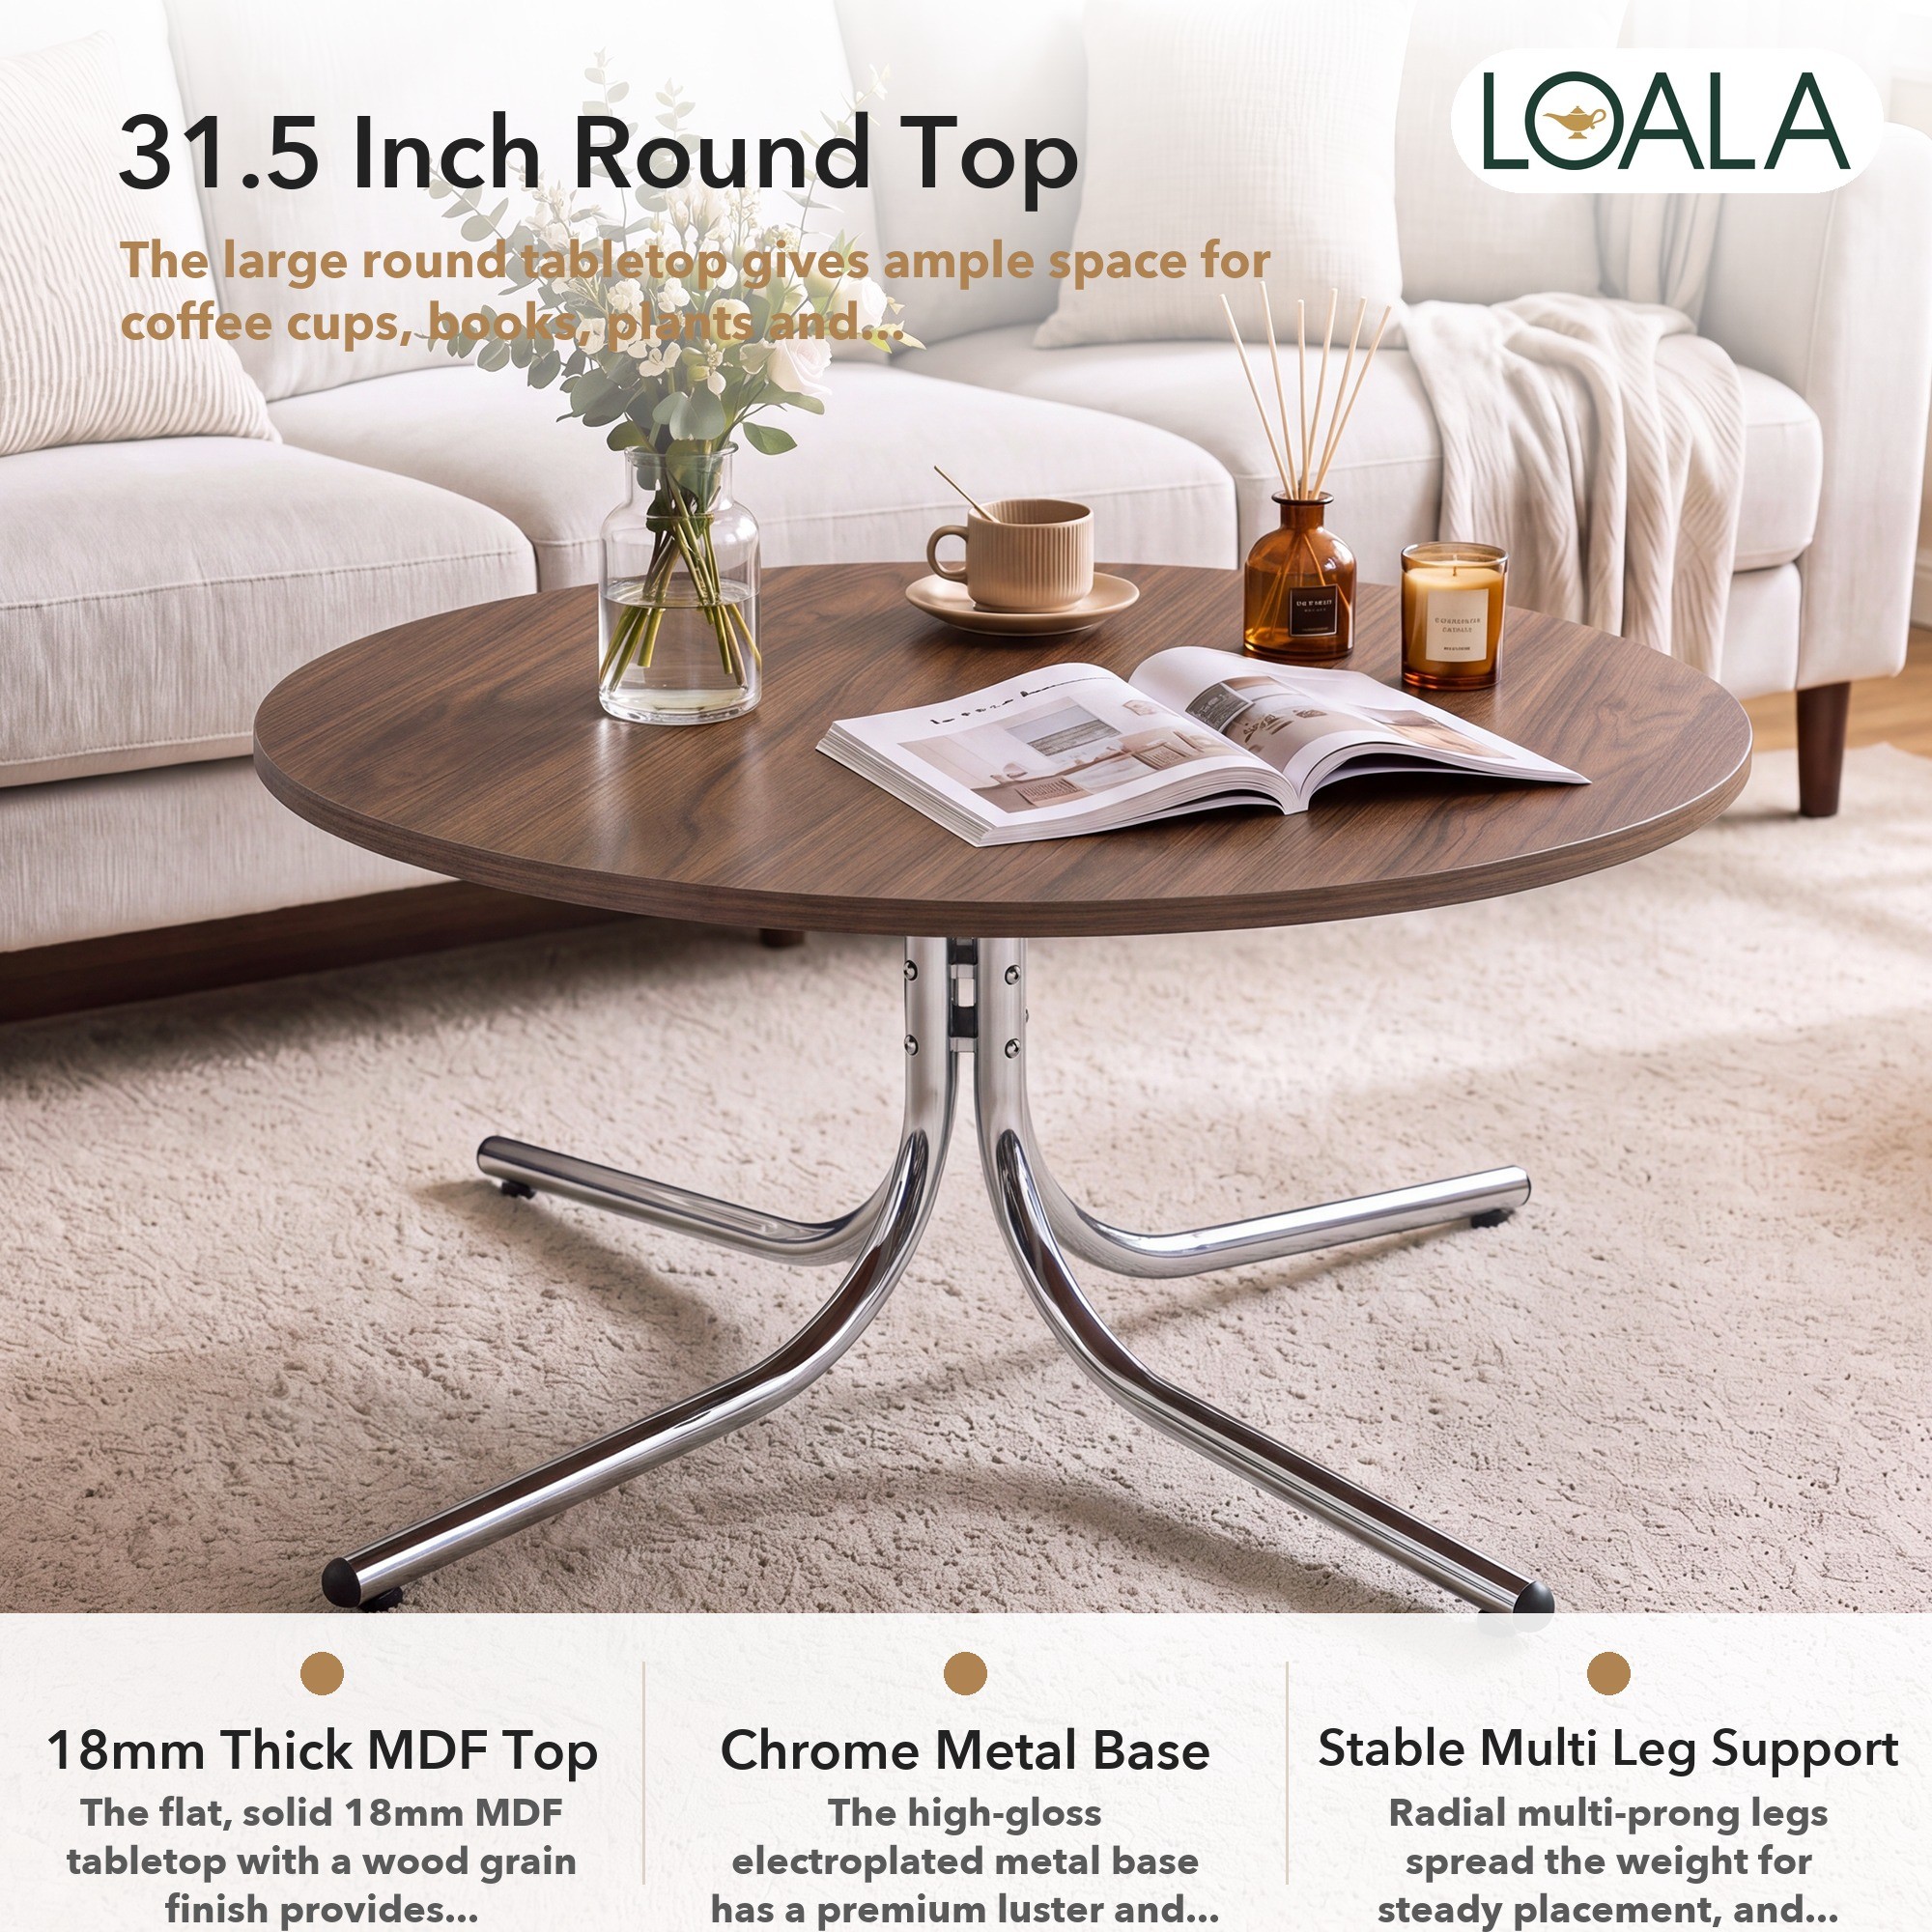 31.5 Inch Round Top
LOALA
The large round tabletop gives ample space for
coffee cups, books, plants and...
18mm Thick MDF Top
The flat, solid 18mm MDF
tabletop with a wood grain
finish provides...
Chrome Metal Base
The high-gloss
electroplated metal base
has a premium luster and...
Stable Multi Leg Support
Radial multi-prong legs
spread the weight for
steady placement, and...